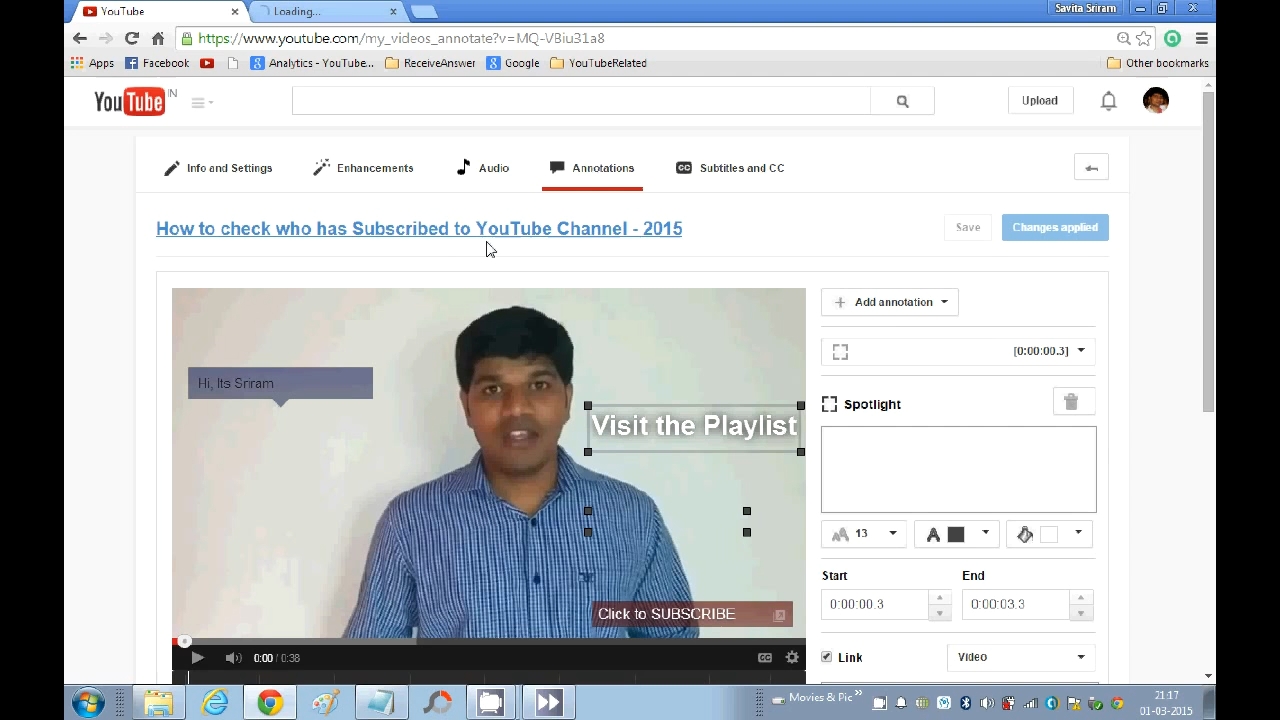 YouTube
Loading...
Savita Sriram
https://www.youtube.com/my_videos_annotate?v=MQ-VBiu31a8
Apps
Facebook
Analytics - YouTube...
ReceiveAnswer
Google
YouTubeRelated
Other bookmarks
YouTube IN
Upload
Info and Settings
Enhancements
Audio
Annotations
CC Subtitles and CC
How to check who has Subscribed to YouTube Channel - 2015
Save
Changes applied
Add annotation
Hi, Its Sriram
[0:00:00.3]
Spotlight
Visit the Playlist
A 13
A
Start
End
0:00:00.3
0:00:03.3
Click to SUBSCRIBE
0:00 / 0:38
CC
Link
Video
Movies & Pic
21:17
01-03-2015